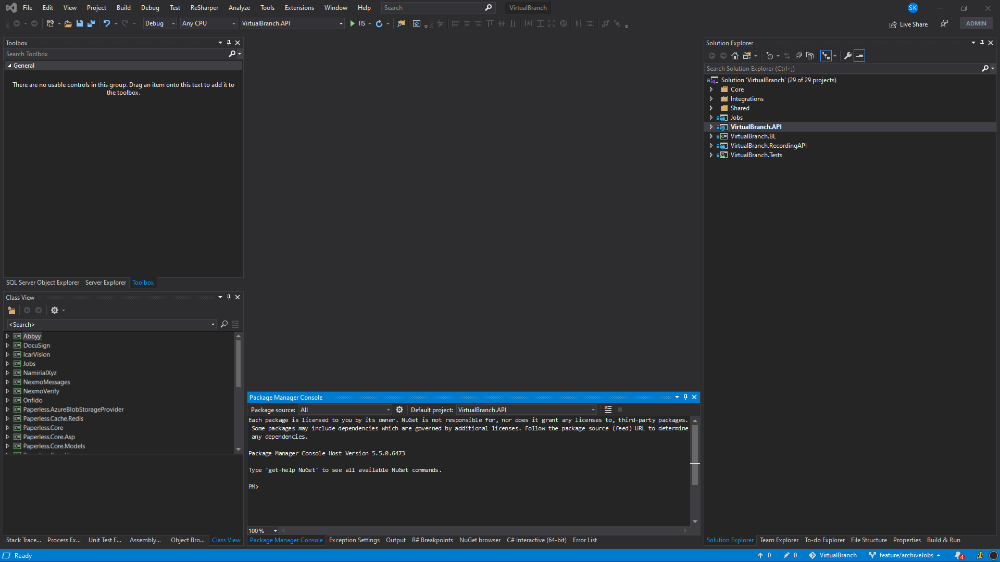 File Edit View Project Build Debug Test ReSharper Analyze Tools Extensions Window Help Search VirtualBranch SK
Debug Any CPU VirtualBranch.API IIS Live Share ADMIN
Toolbox
Search Toolbox
General
There are no usable controls in this group. Drag an item onto this text to add it to
the toolbox.
SQL Server Object Explorer Server Explorer Toolbox
Class View
<Search>
Abbyy
DocuSign
IcarVision
Jobs
NamirialXyz
NexmoMessages
NexmoVerify
Onfido
Paperless.AzureBlobStorageProvider
Paperless.Cache.Redis
Paperless.Core
Paperless.Core.Asp
Paperless.Core.Models
Stack Trace... Process Ex... Unit Test E... Assembly... Object Bro... Class View
Package Manager Console
Package source: All Default project: VirtualBranch.API
Each package is licensed to you by its owner. NuGet is not responsible for, nor does it grant any licenses to, third-party packages.
Some packages may include dependencies which are governed by additional licenses. Follow the package source (feed) URL to determine
any dependencies.
Package Manager Console Host Version 5.5.0.6473
Type 'get-help NuGet' to see all available NuGet commands.
PM>
100 %
Package Manager Console Exception Settings Output R# Breakpoints NuGet browser C# Interactive (64-bit) Error List
Solution Explorer
Search Solution Explorer (Ctrl+;)
Solution 'VirtualBranch' (29 of 29 projects)
Core
Integrations
Shared
Jobs
VirtualBranch.API
VirtualBranch.BL
VirtualBranch.RecordingAPI
VirtualBranch.Tests
Solution Explorer Team Explorer To-do Explorer File Structure Properties Build & Run
Ready 0 0 VirtualBranch feature/archiveJobs 4